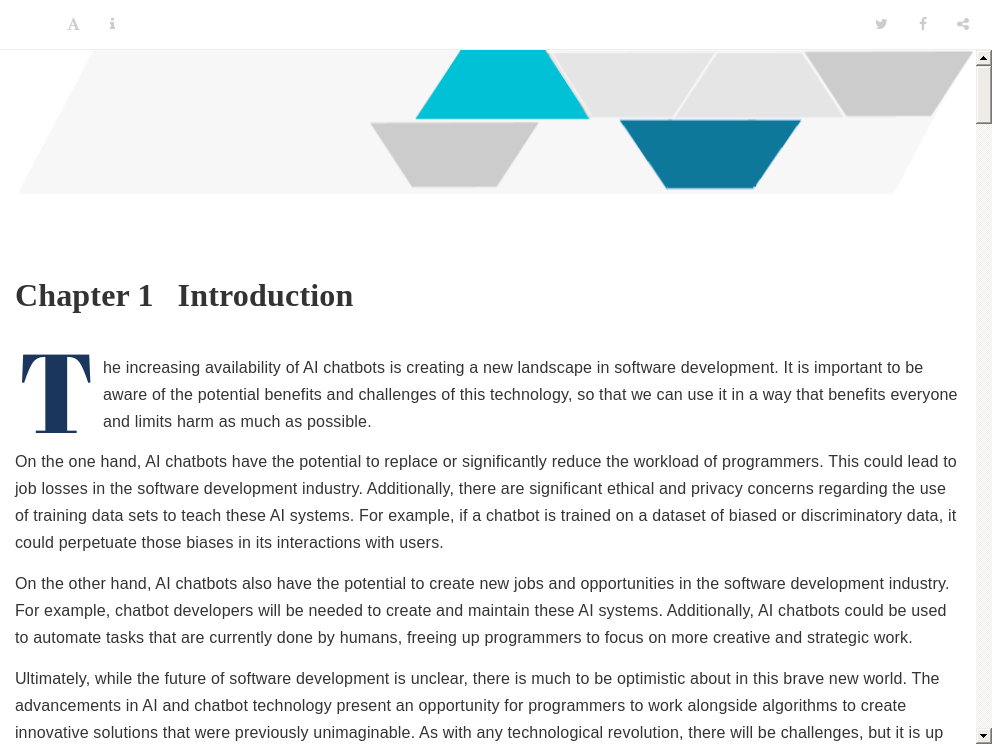 Chapter 1 Introduction
The increasing availability of AI chatbots is creating a new landscape in software development. It is important to be
aware of the potential benefits and challenges of this technology, so that we can use it in a way that benefits everyone
and limits harm as much as possible.
On the one hand, AI chatbots have the potential to replace or significantly reduce the workload of programmers. This could lead to
job losses in the software development industry. Additionally, there are significant ethical and privacy concerns regarding the use
of training data sets to teach these AI systems. For example, if a chatbot is trained on a dataset of biased or discriminatory data, it
could perpetuate those biases in its interactions with users.
On the other hand, AI chatbots also have the potential to create new jobs and opportunities in the software development industry.
For example, chatbot developers will be needed to create and maintain these AI systems. Additionally, AI chatbots could be used
to automate tasks that are currently done by humans, freeing up programmers to focus on more creative and strategic work.
Ultimately, while the future of software development is unclear, there is much to be optimistic about in this brave new world. The
advancements in AI and chatbot technology present an opportunity for programmers to work alongside algorithms to create
innovative solutions that were previously unimaginable. As with any technological revolution, there will be challenges, but it is up